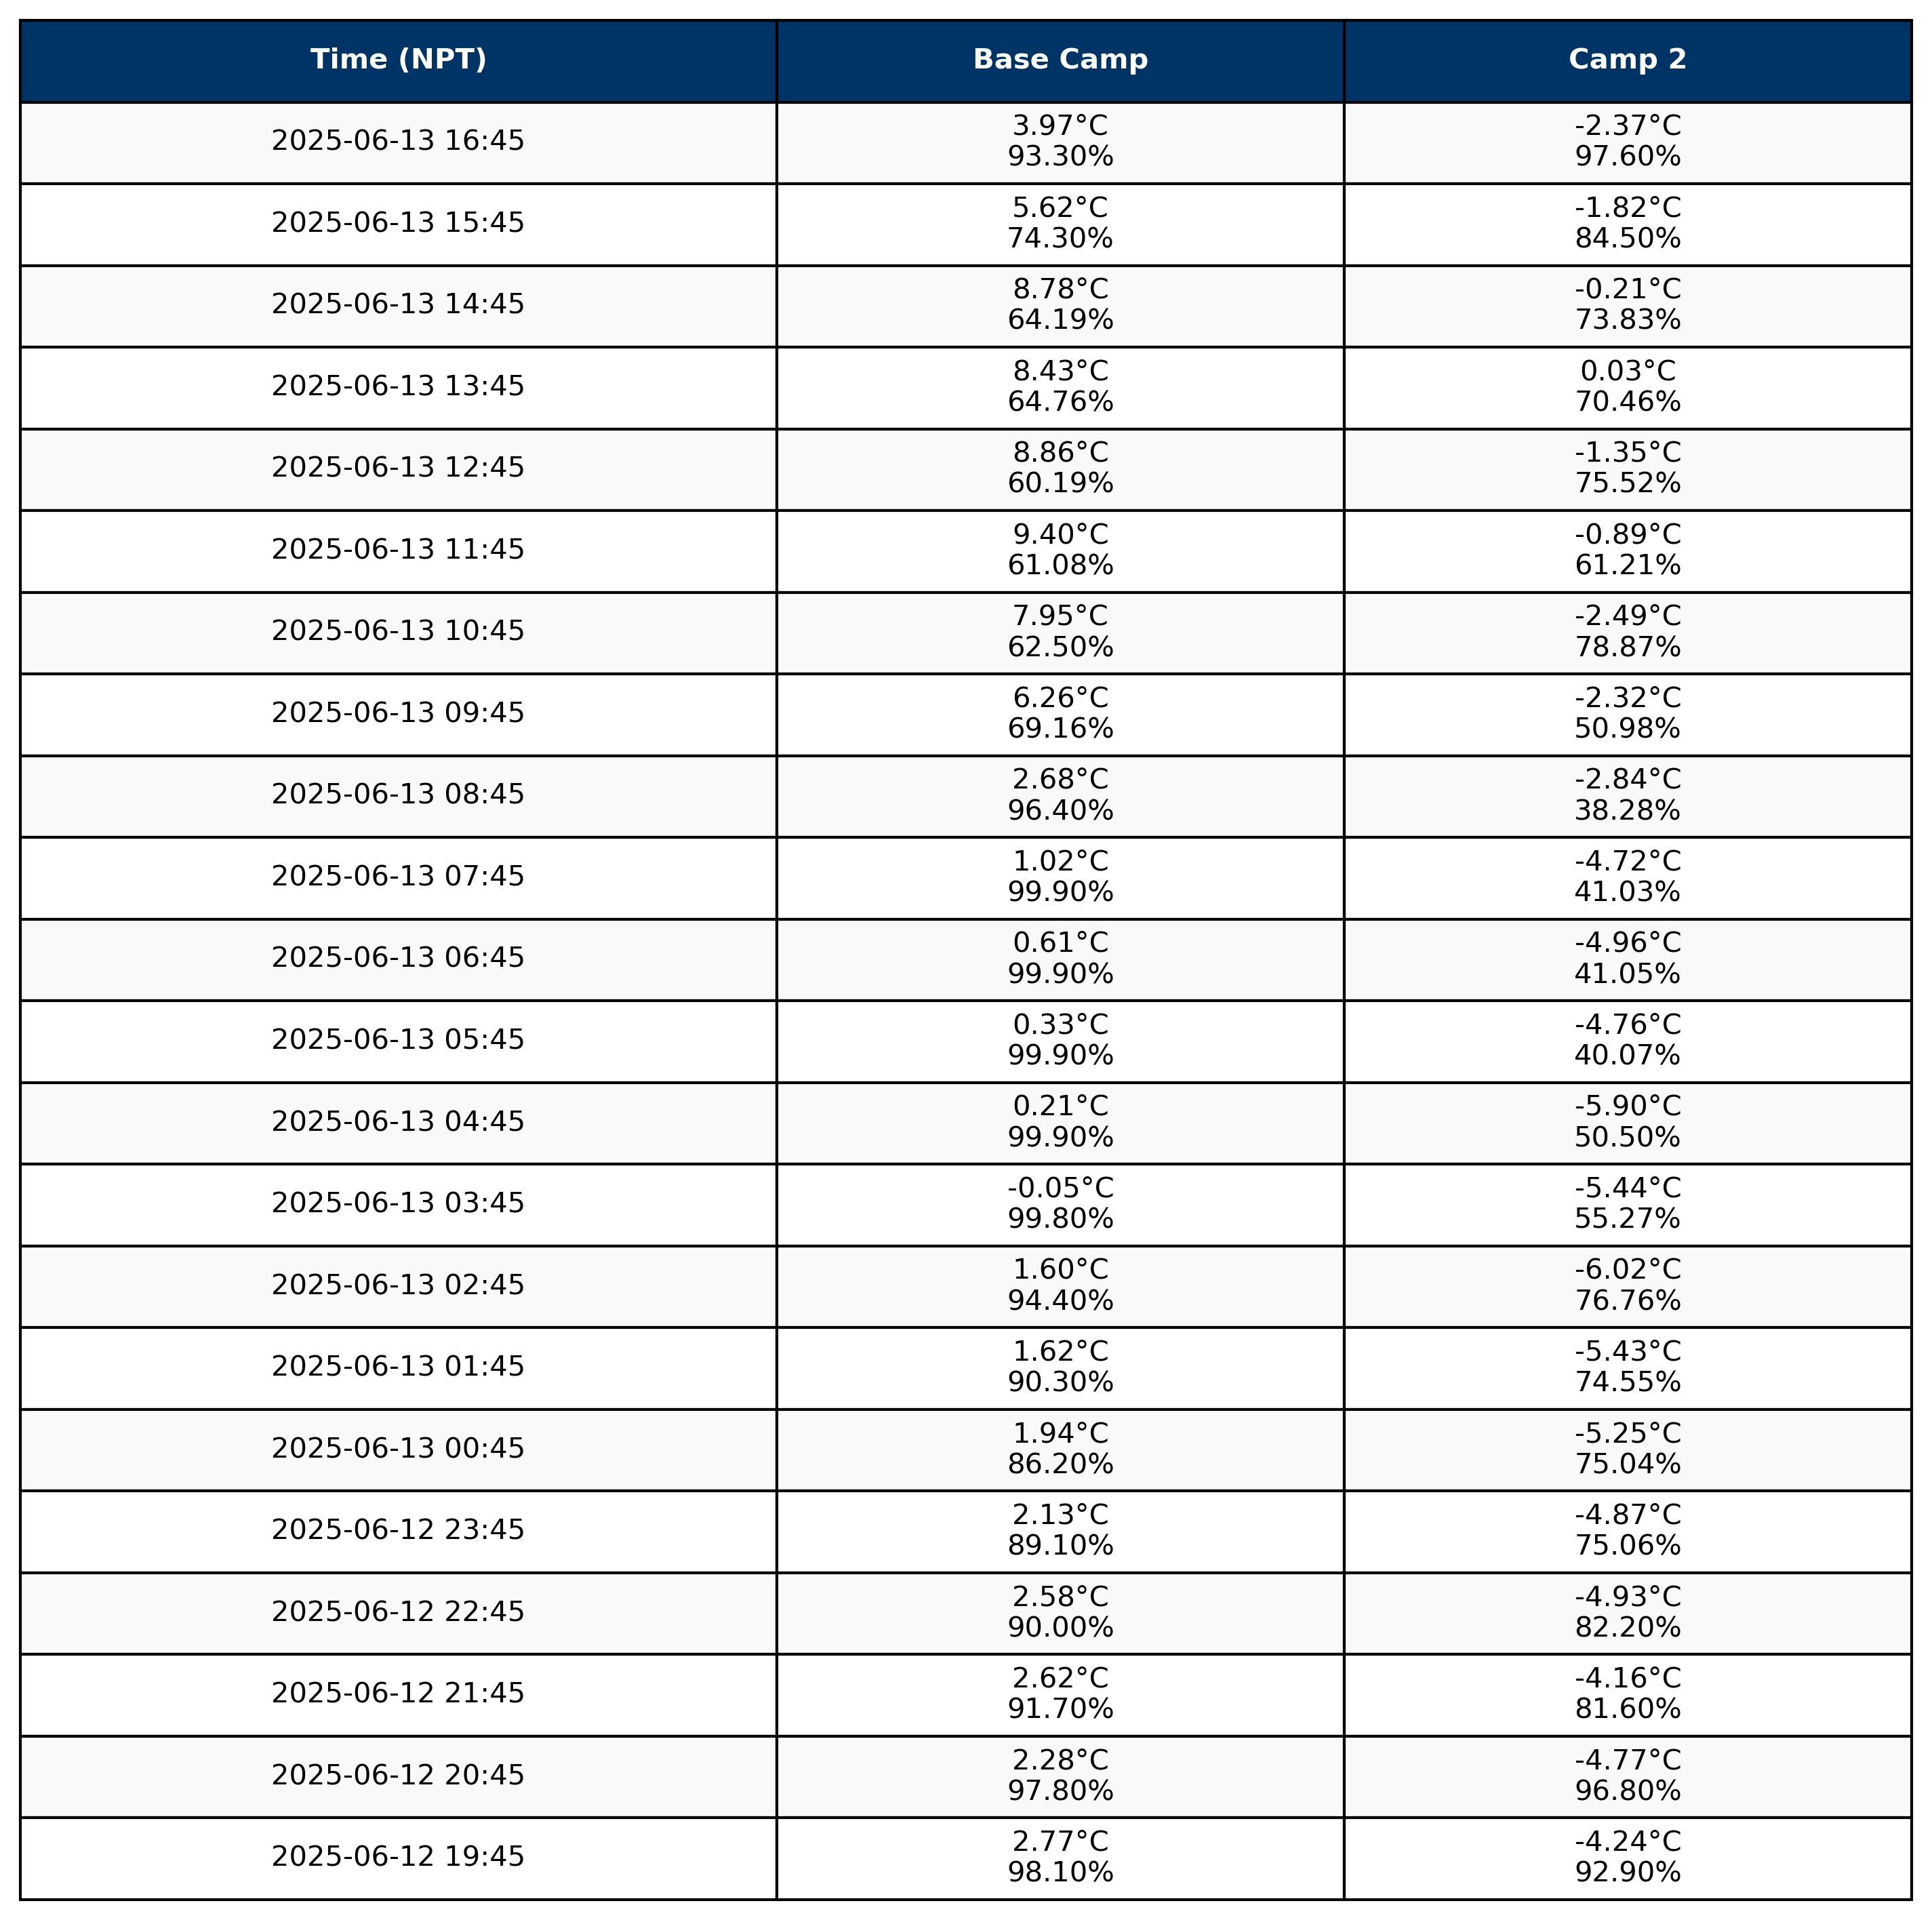 Time (NPT) Base Camp Camp 2
2025-06-13 16:45 3.97°C -2.37°C
93.30% 97.60%
2025-06-13 15:45 5.62°C -1.82°C
74.30% 84.50%
2025-06-13 14:45 8.78°C -0.21°C
64.19% 73.83%
2025-06-13 13:45 8.43°C 0.03°C
64.76% 70.46%
2025-06-13 12:45 8.86°C -1.35°C
60.19% 75.52%
2025-06-13 11:45 9.40°C -0.89°C
61.08% 61.21%
2025-06-13 10:45 7.95°C -2.49°C
62.50% 78.87%
2025-06-13 09:45 6.26°C -2.32°C
69.16% 50.98%
2025-06-13 08:45 2.68°C -2.84°C
96.40% 38.28%
2025-06-13 07:45 1.02°C -4.72°C
99.90% 41.03%
2025-06-13 06:45 0.61°C -4.96°C
99.90% 41.05%
2025-06-13 05:45 0.33°C -4.76°C
99.90% 40.07%
2025-06-13 04:45 0.21°C -5.90°C
99.90% 50.50%
2025-06-13 03:45 -0.05°C -5.44°C
99.80% 55.27%
2025-06-13 02:45 1.60°C -6.02°C
94.40% 76.76%
2025-06-13 01:45 1.62°C -5.43°C
90.30% 74.55%
2025-06-13 00:45 1.94°C -5.25°C
86.20% 75.04%
2025-06-12 23:45 2.13°C -4.87°C
89.10% 75.06%
2025-06-12 22:45 2.58°C -4.93°C
90.00% 82.20%
2025-06-12 21:45 2.62°C -4.16°C
91.70% 81.60%
2025-06-12 20:45 2.28°C -4.77°C
97.80% 96.80%
2025-06-12 19:45 2.77°C -4.24°C
98.10% 92.90%